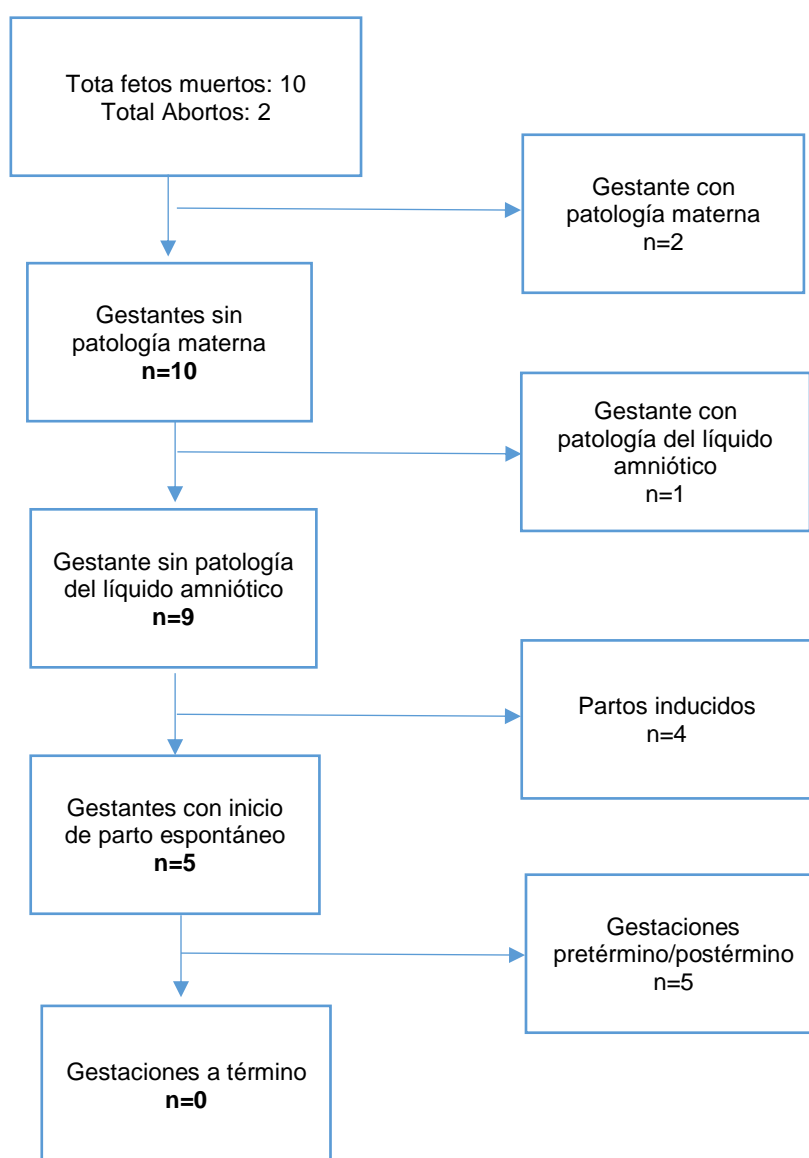 Tota fetos muertos: 10
Total Abortos: 2
Gestante con
patología materna
n=2
Gestantes sin
patología materna
n=10
Gestante con
patología del líquido
amniótico
n=1
Gestante sin patología
del líquido amniótico
n=9
Partos inducidos
n=4
Gestantes con inicio
de parto espontáneo
n=5
Gestaciones
pretérmino/postérmino
n=5
Gestaciones a término
n=0